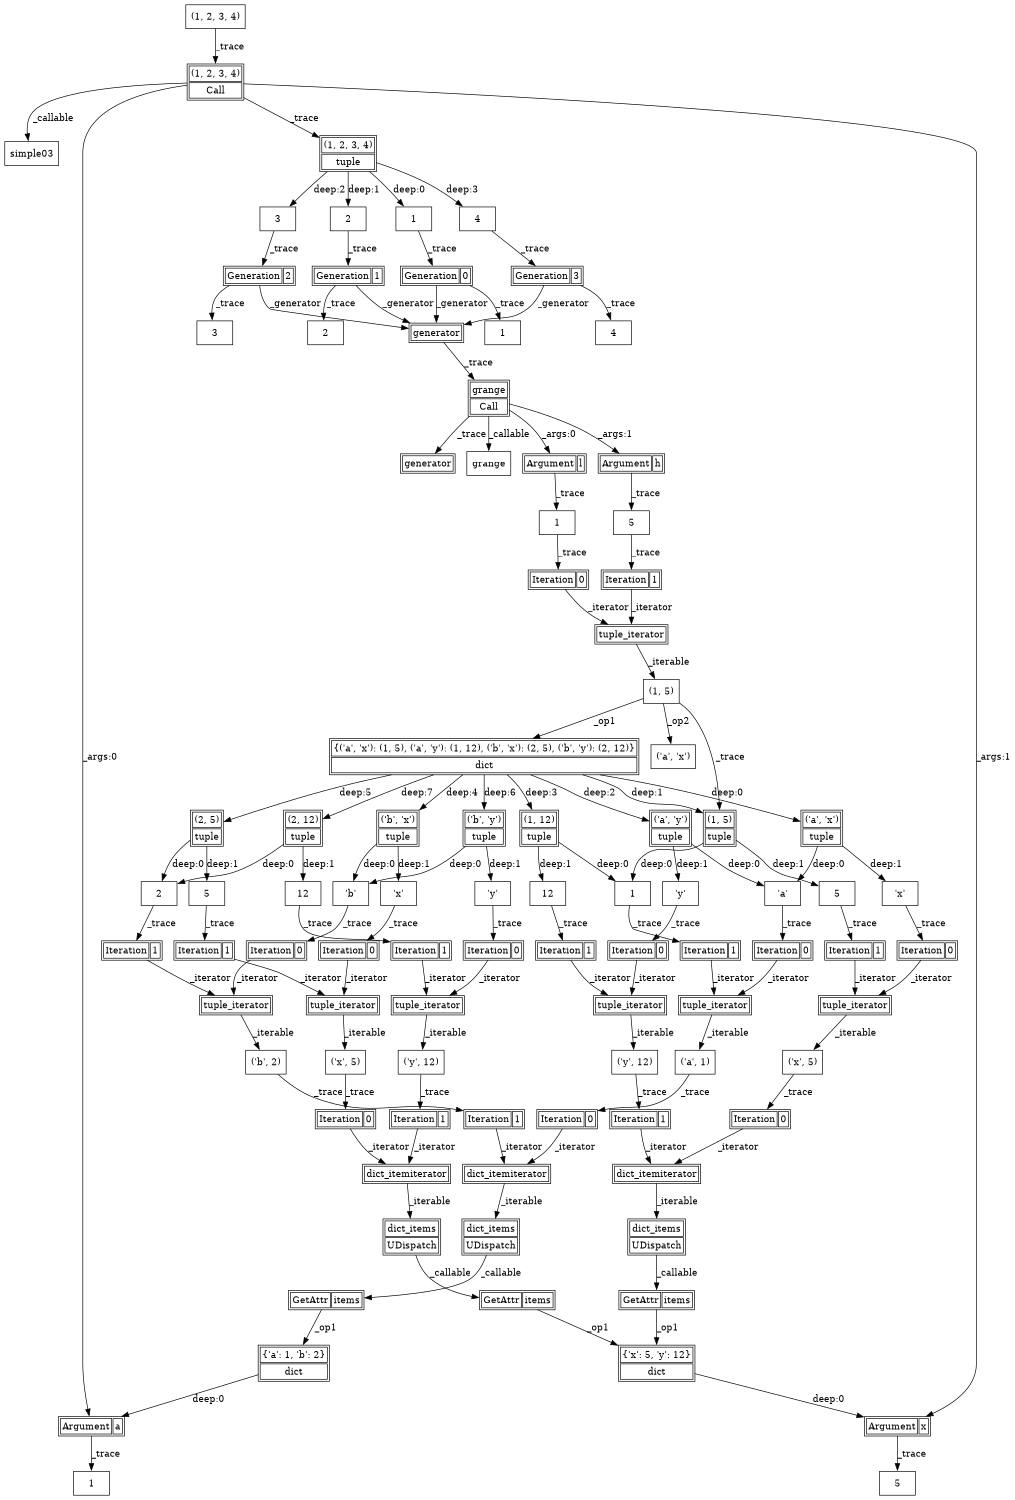 (1, 2, 3, 4)
_trace
(1, 2, 3, 4)
Call
_callable
_trace
simple03
(1, 2, 3, 4)
tuple
deep:2 deep:1 deep:0 deep:3
3 2 1 4
_trace _trace _trace _trace
Generation 2 Generation 1 Generation 0 Generation 3
_trace _generator _trace _generator _generator _trace _generator _trace
3 2 generator 1 4
_trace
grange
Call
_trace _callable _args:0 _args:1
generator grange Argument l Argument h
_trace _trace
1 5
_trace _trace
Iteration 0 Iteration 1
_iterator _iterator
tuple_iterator
_iterable
(1, 5)
_op1 _op2
{('a', 'x'): (1, 5), ('a', 'y'): (1, 12), ('b', 'x'): (2, 5), ('b', 'y'): (2, 12)}
dict
('a', 'x')
_args:0 _trace _args:1
deep:5 deep:7 deep:4 deep:6 deep:3 deep:2 deep:1 deep:0
(2, 5) (2, 12) ('b', 'x') ('b', 'y') (1, 12) ('a', 'y') (1, 5) ('a', 'x')
tuple tuple tuple tuple tuple tuple tuple tuple
deep:0 deep:1 deep:0 deep:1 deep:0 deep:1 deep:0 deep:1 deep:1 deep:0 deep:0 deep:1 deep:0 deep:1 deep:0 deep:1
2 5 12 'b' 'x' 'y' 12 1 'y' 'a' 5 'x'
_trace _trace _trace _trace _trace _trace _trace _trace _trace _trace _trace _trace
Iteration 1 Iteration 1 Iteration 0 Iteration 0 Iteration 1 Iteration 0 Iteration 1 Iteration 0 Iteration 1 Iteration 0 Iteration 1 Iteration 0
_iterator _iterator _iterator _iterator _iterator _iterator _iterator _iterator _iterator _iterator _iterator _iterator
tuple_iterator tuple_iterator tuple_iterator tuple_iterator tuple_iterator tuple_iterator
_iterable _iterable _iterable _iterable _iterable _iterable
('b', 2) ('x', 5) ('y', 12) ('y', 12) ('a', 1) ('x', 5)
_trace _trace _trace _trace _trace _trace
Iteration 0 Iteration 1 Iteration 1 Iteration 0 Iteration 1 Iteration 0
_iterator _iterator _iterator _iterator _iterator _iterator
dict_itemiterator dict_itemiterator dict_itemiterator
_iterable _iterable _iterable
dict_items dict_items dict_items
UDispatch UDispatch UDispatch
_callable _callable _callable
GetAttr items GetAttr items GetAttr items
_op1 _op1 _op1
{'a': 1, 'b': 2} {'x': 5, 'y': 12}
dict dict
deep:0 deep:0
Argument a Argument x
_trace _trace
1 5